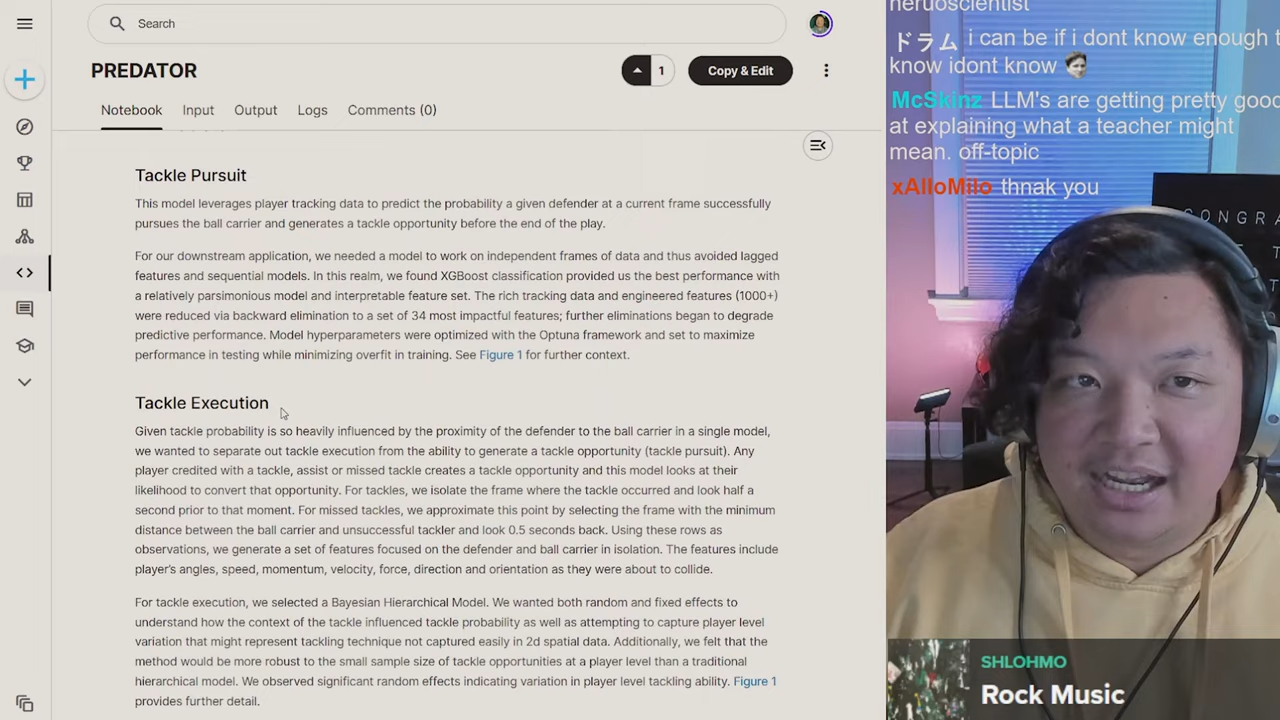 Search
PREDATOR
1
Copy & Edit
Notebook
Input
Output
Logs
Comments (0)
Tackle Pursuit
This model leverages player tracking data to predict the probability a given defender at a current frame successfully
pursues the ball carrier and generates a tackle opportunity before the end of the play.
For our downstream application, we needed a model to work on independent frames of data and thus avoided lagged
features and sequential models. In this realm, we found XGBoost classification provided us the best performance with
a relatively parsimonious model and interpretable feature set. The rich tracking data and engineered features (1000+)
were reduced via backward elimination to a set of 34 most impactful features; further eliminations began to degrade
predictive performance. Model hyperparameters were optimized with the Optuna framework and set to maximize
performance in testing while minimizing overfit in training. See Figure 1 for further context.
Tackle Execution
Given tackle probability is so heavily influenced by the proximity of the defender to the ball carrier in a single model,
we wanted to separate out tackle execution from the ability to generate a tackle opportunity (tackle pursuit). Any
player credited with a tackle, assist or missed tackle creates a tackle opportunity and this model looks at their
likelihood to convert that opportunity. For tackles, we isolate the frame where the tackle occurred and look half a
second prior to that moment. For missed tackles, we approximate this point by selecting the frame with the minimum
distance between the ball carrier and unsuccessful tackler and look 0.5 seconds back. Using these rows as
observations, we generate a set of features focused on the defender and ball carrier in isolation. The features include
player's angles, speed, momentum, velocity, force, direction and orientation as they were about to collide.
For tackle execution, we selected a Bayesian Hierarchical Model. We wanted both random and fixed effects to
understand how the context of the tackle influenced tackle probability as well as attempting to capture player level
variation that might represent tackling technique not captured easily in 2d spatial data. Additionally, we felt that the
method would be more robust to the small sample size of tackle opportunities at a player level than a traditional
hierarchical model. We observed significant random effects indicating variation in player level tackling ability. Figure 1
provides further detail.
neruoscientist
ドラム i can be if i dont know enough t
know idont know
McSkinz LLM's are getting pretty good
at explaining what a teacher might
mean. off-topic
xAlloMilo thnak you
CONGRA
SHLOHMO
Rock Music